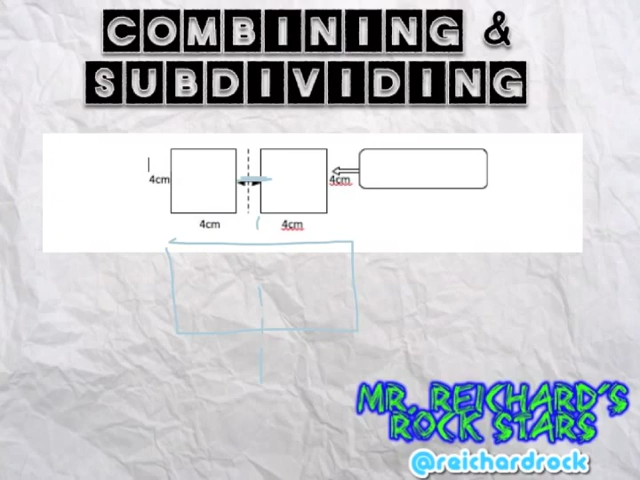 COMBINING &
SUBDIVIDING
4cm
4cm
4cm
4cm
MR. REICHARD'S
ROCK STARS
@reichardrock